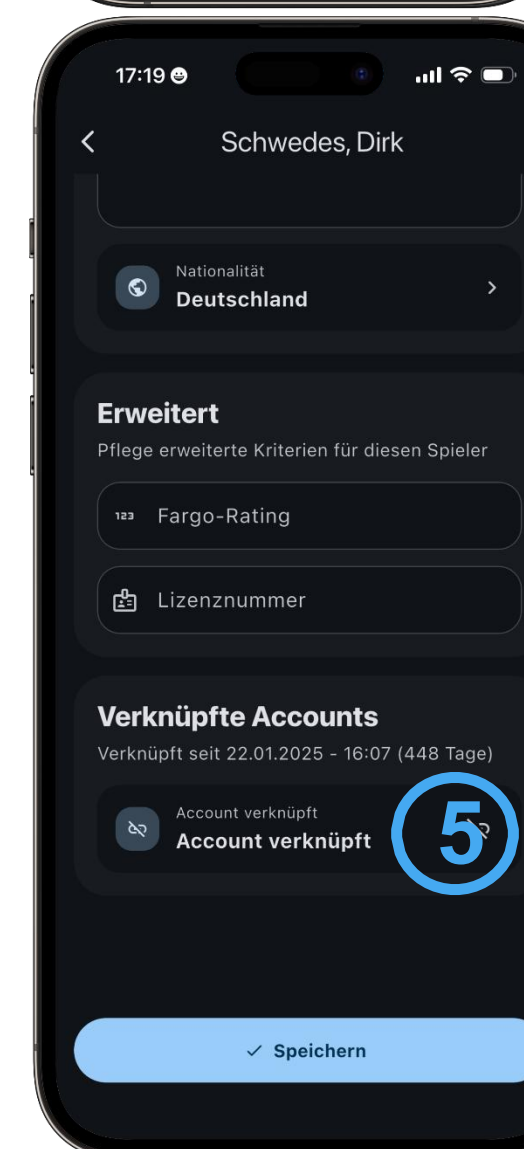 17:19
Schwedes, Dirk
Nationalität
Deutschland
Erweitert
Pflege erweiterte Kriterien für diesen Spieler
123 Fargo-Rating
Lizenznummer
Verknüpfte Accounts
Verknüpft seit 22.01.2025 - 16:07 (448 Tage)
Account verknüpft
Account verknüpft
5
Speichern